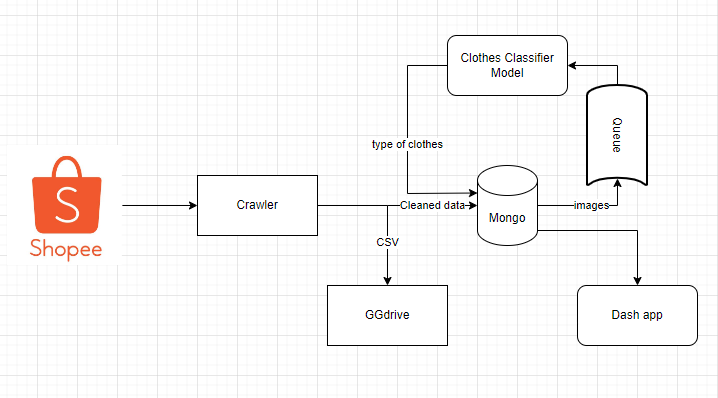 Clothes Classifier
Model
Queue
type of clothes
S
Shopee
Crawler
Cleaned data
Mongo
images
CSV
GGdrive
Dash app